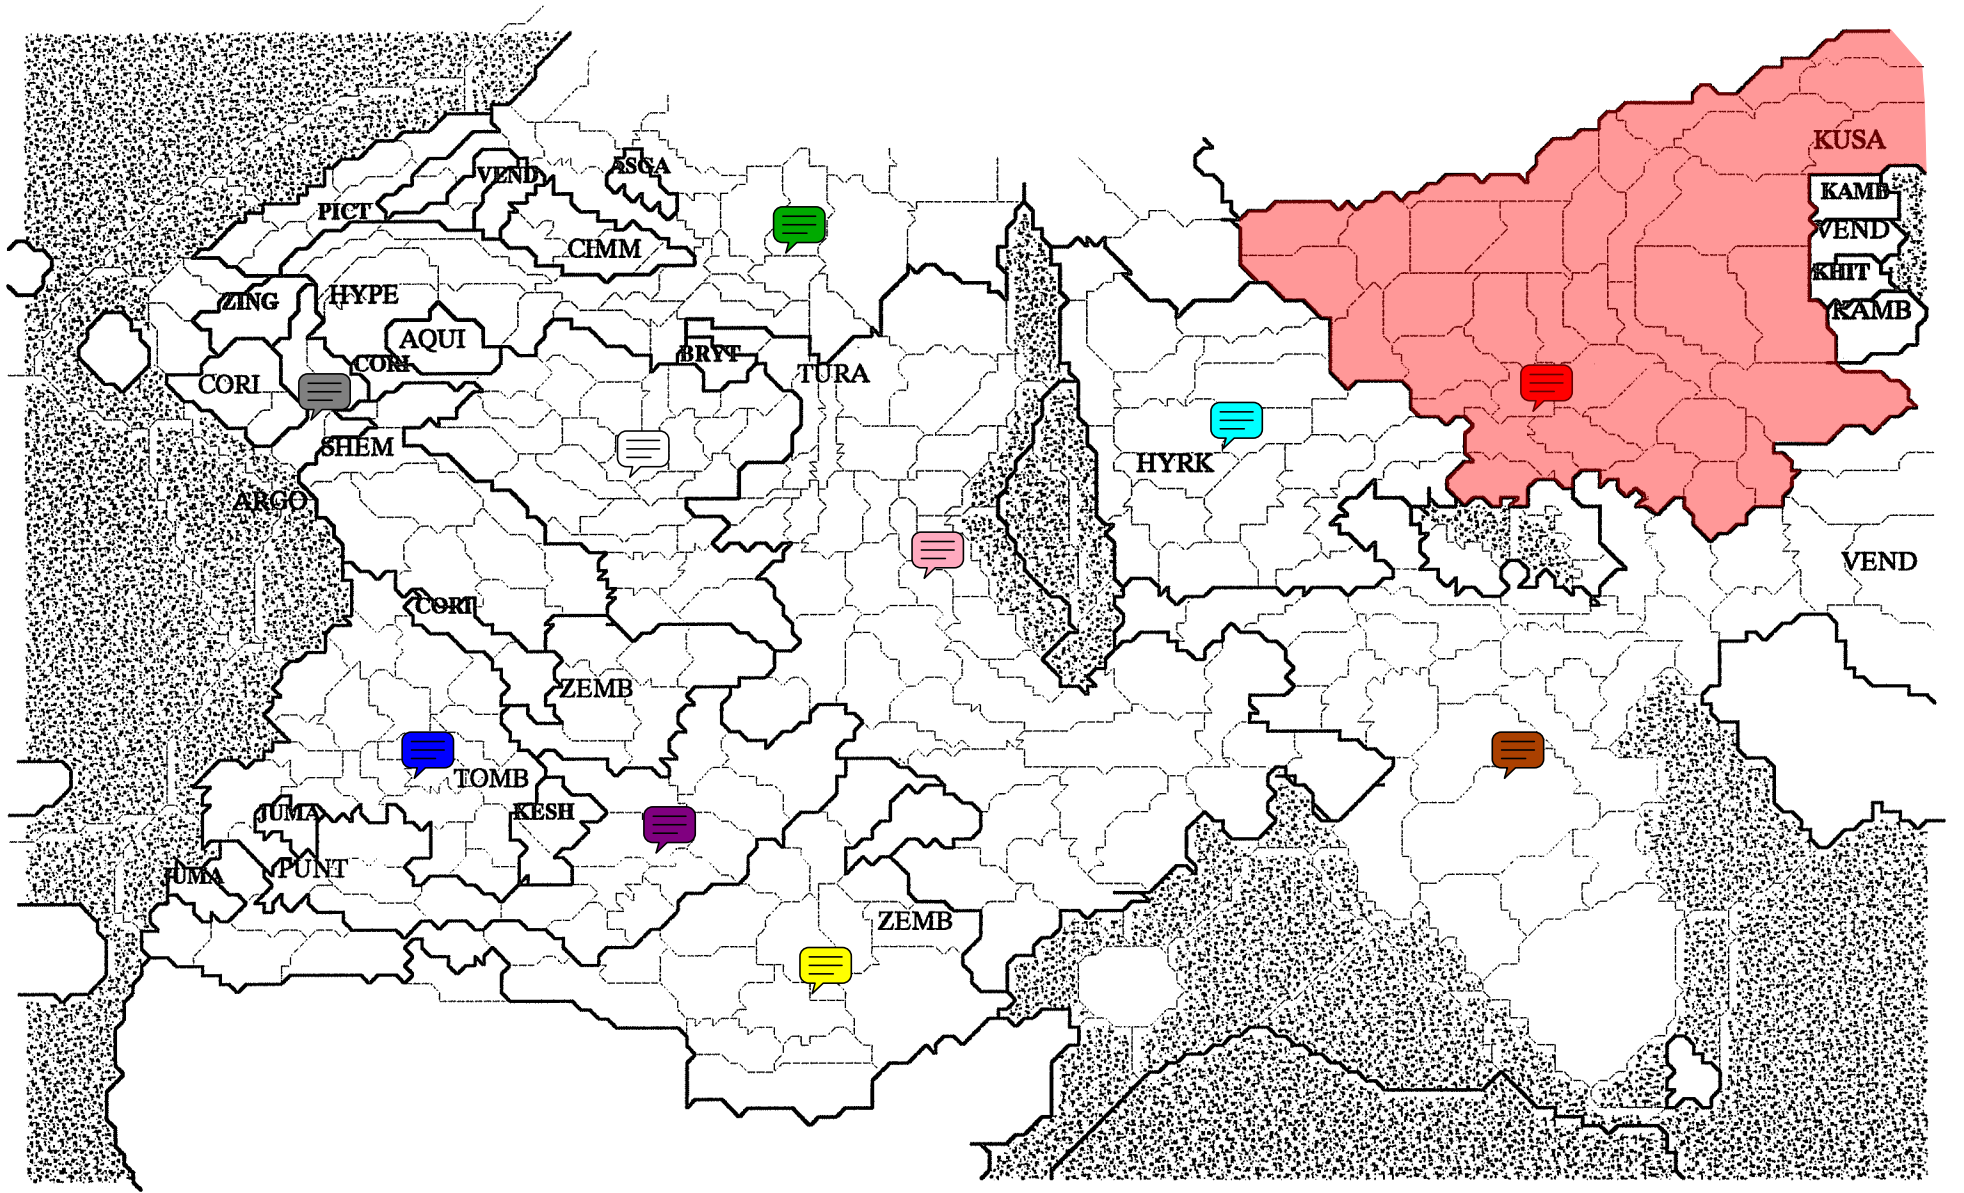 KUSA
ASGA
VEND
KAMB
PICT
VEND
CIMM
KHIT
ZING
HYPE
KAMB
AQUI
BRYT
CORI
TURA
CORI
SHEM
HYRK
ARGO
VEND
CORI
ZEMB
TOMB
JUMA
KESH
PUNT
JUMA
ZEMB